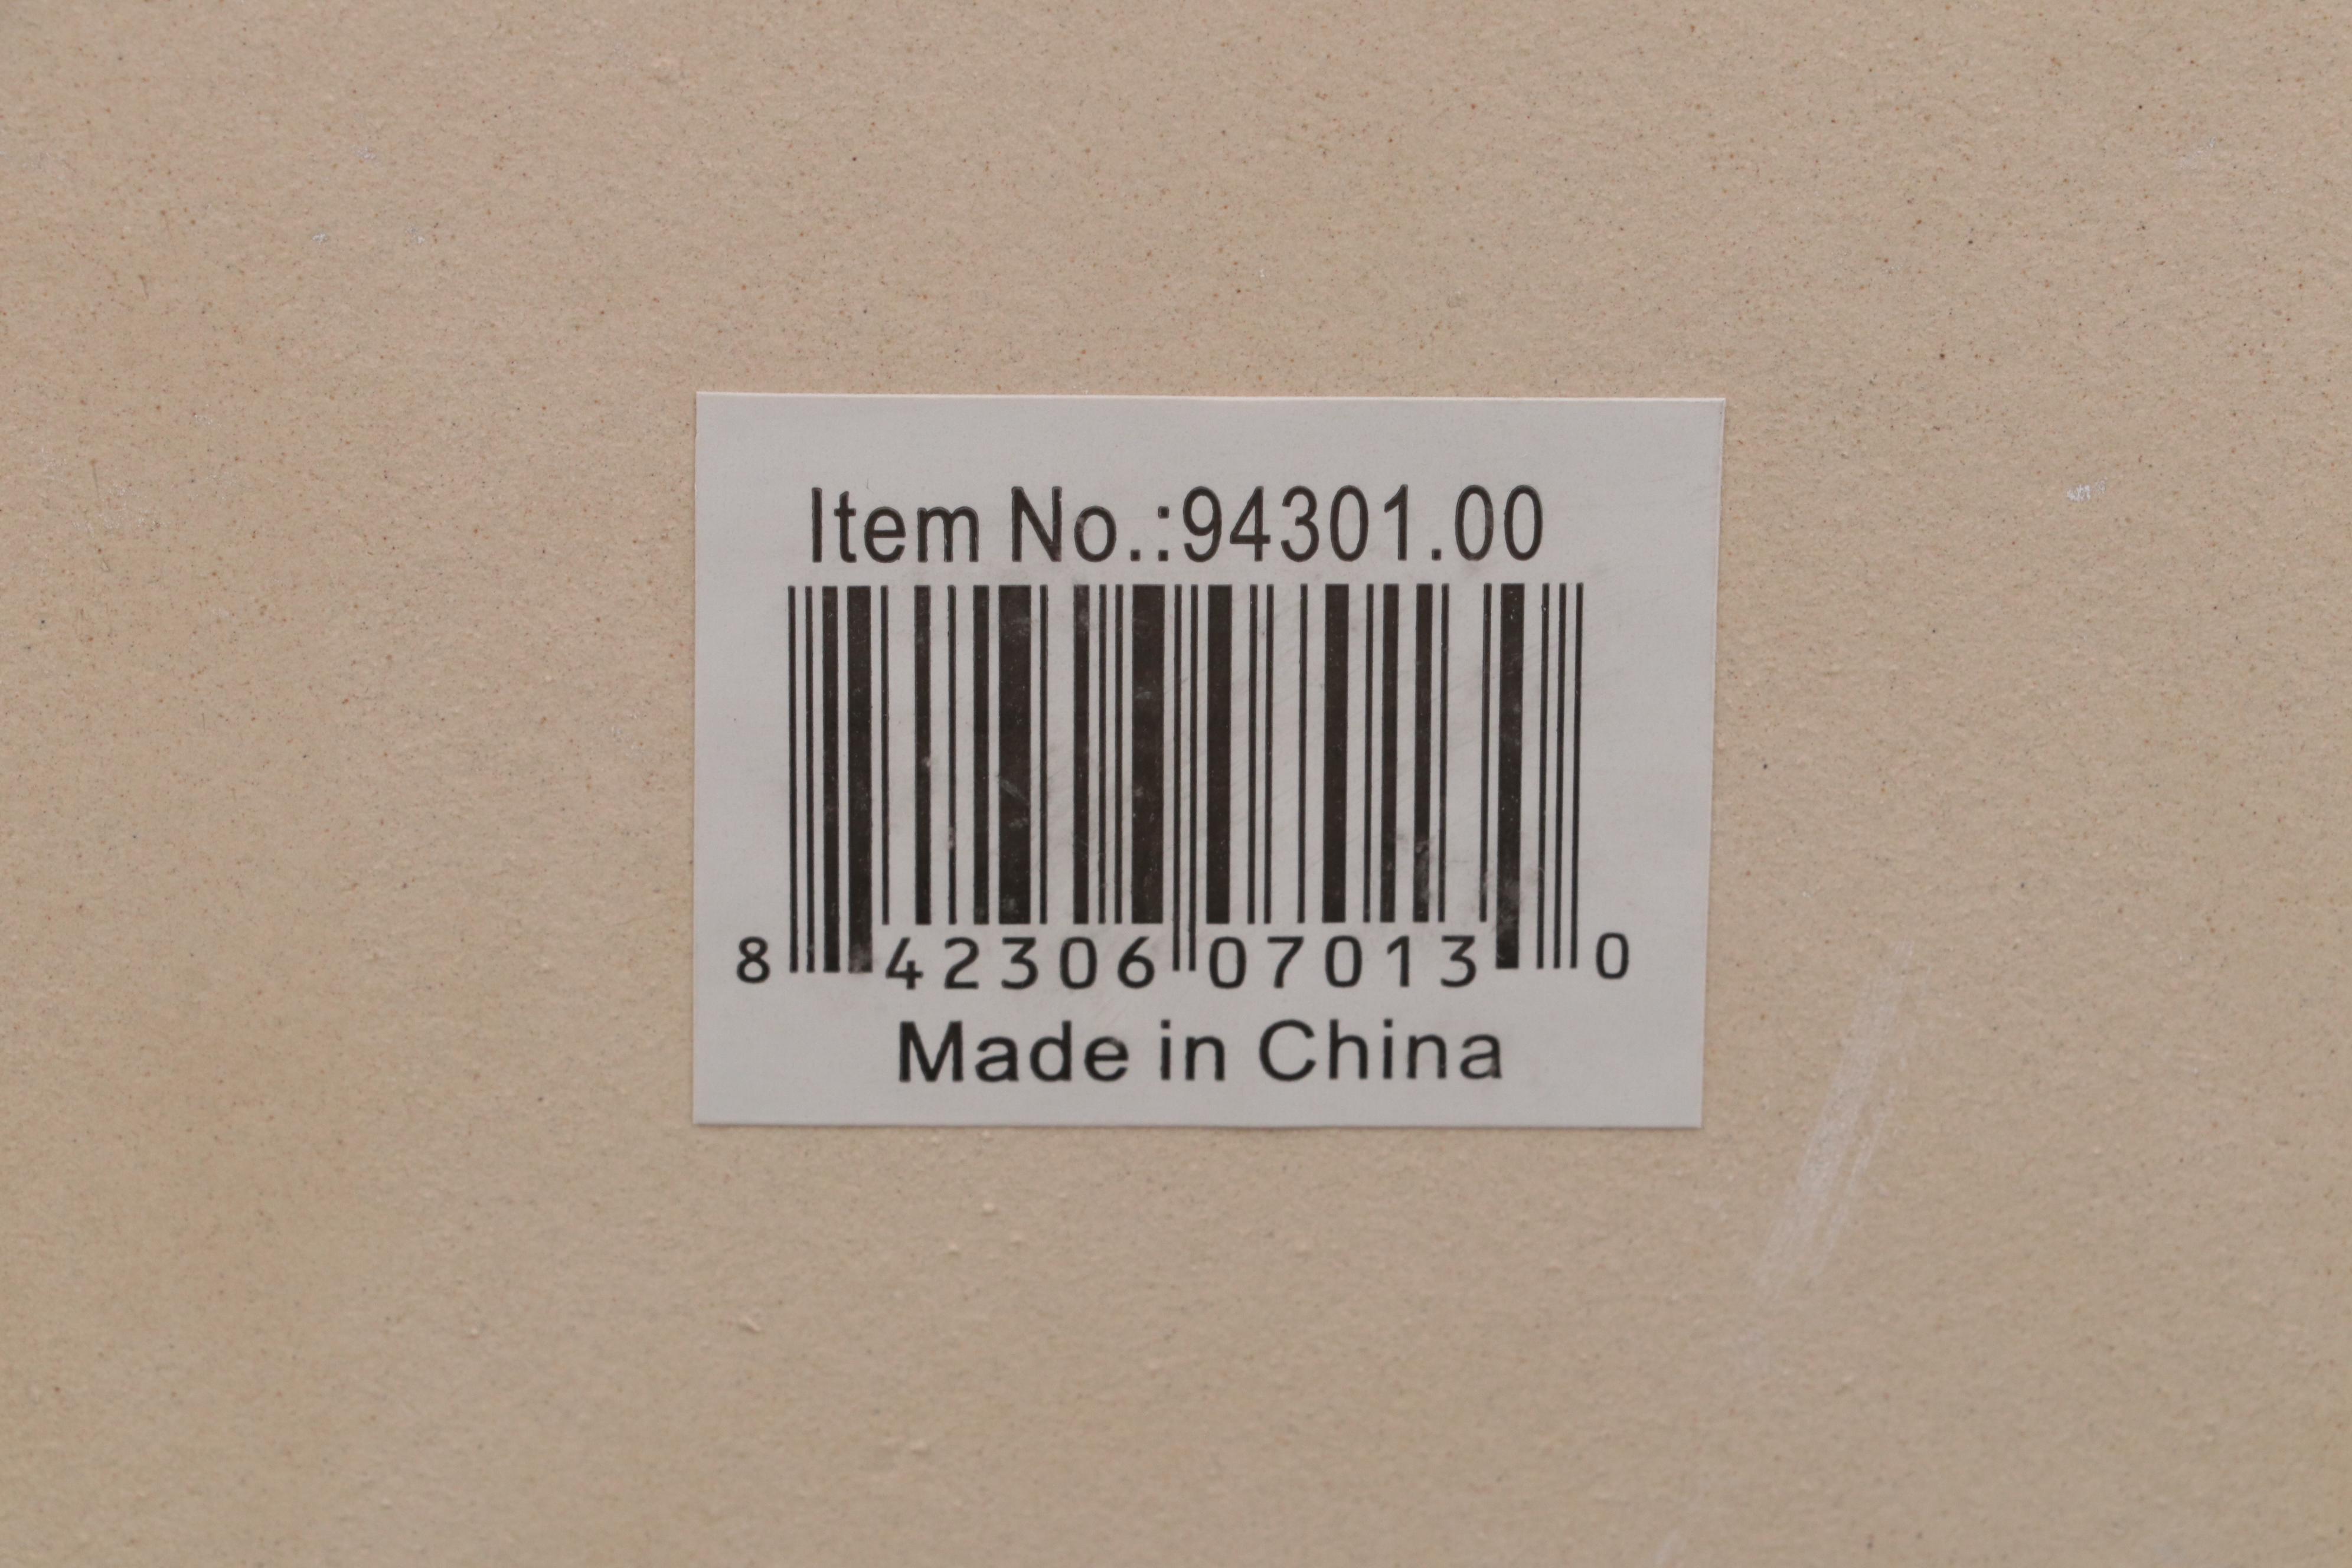 Item No.:94301.00
8 42306 07013 0
Made in China